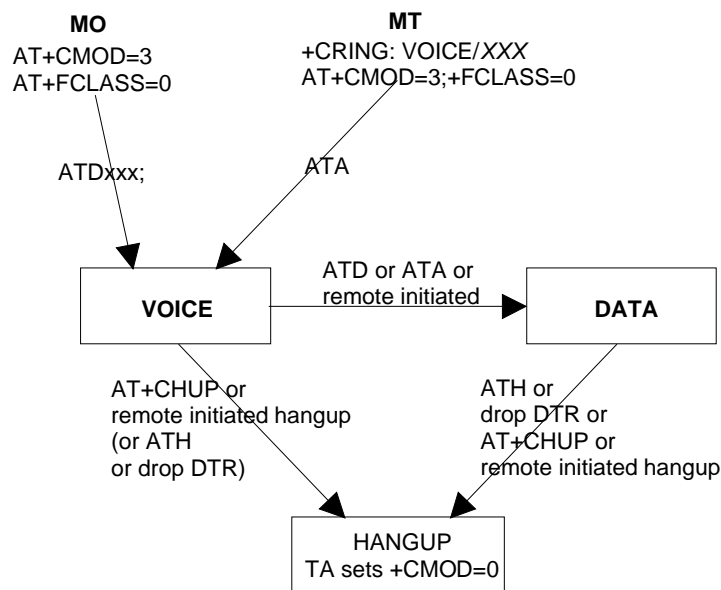 MO
AT+CMOD=3
AT+FCLASS=0
MT
+CRING: VOICE/XXX
AT+CMOD=3;+FCLASS=0
ATDxxx;
ATA
VOICE
ATD or ATA or
remote initiated
DATA
AT+CHUP or
remote initiated hangup
(or ATH
or drop DTR)
ATH or
drop DTR or
AT+CHUP or
remote initiated hangup
HANGUP
TA sets +CMOD=0